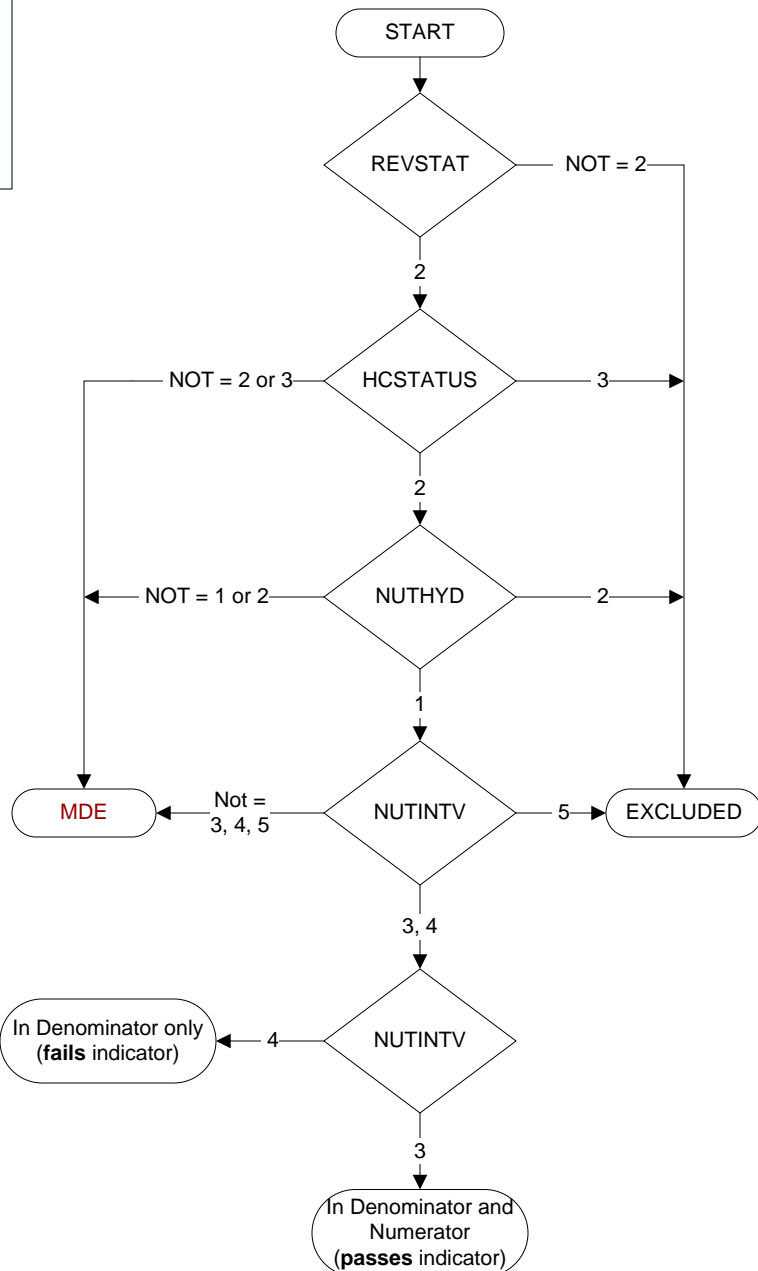 START
REVSTAT
NOT = 2
2
NOT = 2 or 3
HCSTATUS
3
2
NOT = 1 or 2
NUTHYD
2
1
MDE
Not =
3, 4, 5
NUTINTV
5
EXCLUDED
3, 4
In Denominator only
(fails indicator)
4
NUTINTV
3
In Denominator and
Numerator
(passes indicator)